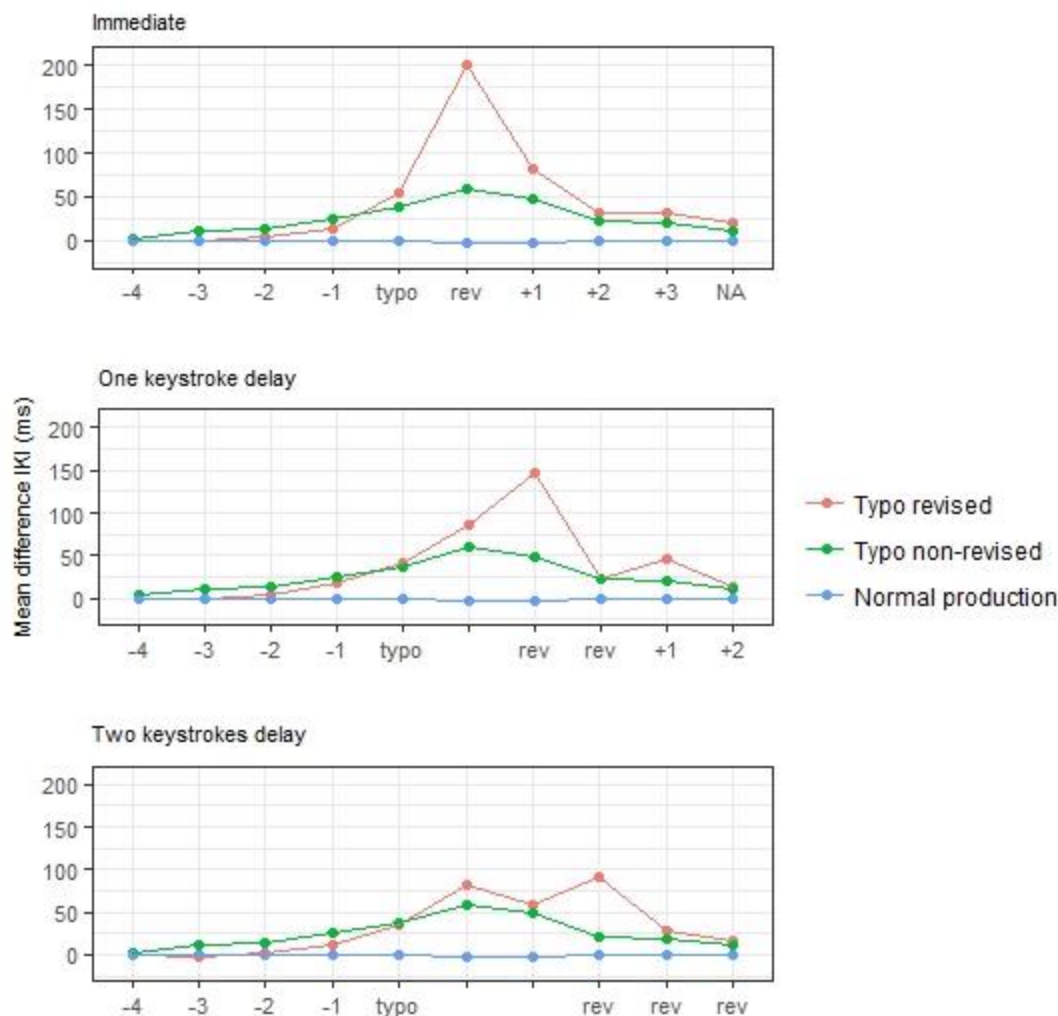 Immediate
200
150
100
50
0
-4 -3 -2 -1 typo rev +1 +2 +3 NA
One keystroke delay
Mean difference IKI (ms)
200
150
100
50
0
-4 -3 -2 -1 typo rev rev +1 +2
Typo revised
Typo non-revised
Normal production
Two keystrokes delay
200
150
100
50
0
-4 -3 -2 -1 typo rev rev rev